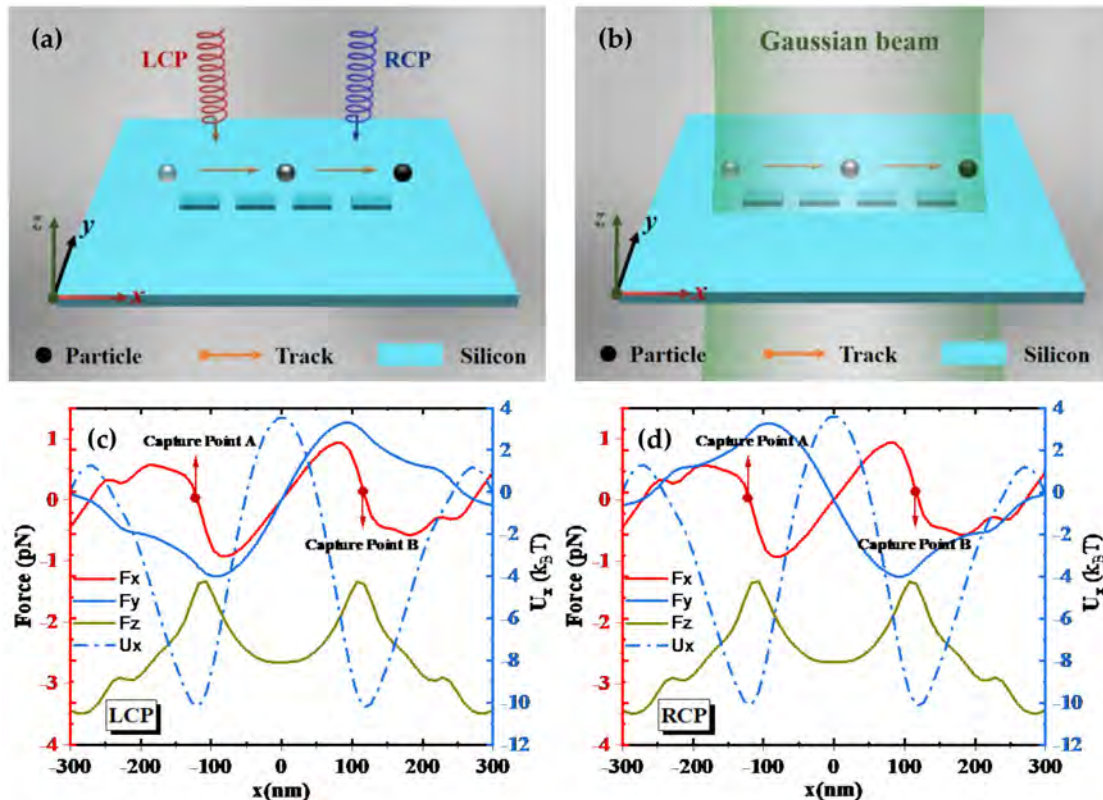 (a)
LCP
RCP
z
y
x
Particle
Track
Silicon
(b)
Gaussian beam
z
y
x
Particle
Track
Silicon
(c)
Capture Point A
Capture Point B
Force (pN)
1
0
-1
-2
-3
-4
Fx
Fy
Fz
Ux
LCP
4
2
0
-2
-4
-6
-8
-10
-12
Ux (kBT)
-300 -200 -100 0 100 200 300
x(nm)
(d)
Capture Point A
Capture Point B
Force (pN)
1
0
-1
-2
-3
-4
Fx
Fy
Fz
Ux
RCP
4
2
0
-2
-4
-6
-8
-10
-12
Ux (kBT)
-300 -200 -100 0 100 200 300
x(nm)